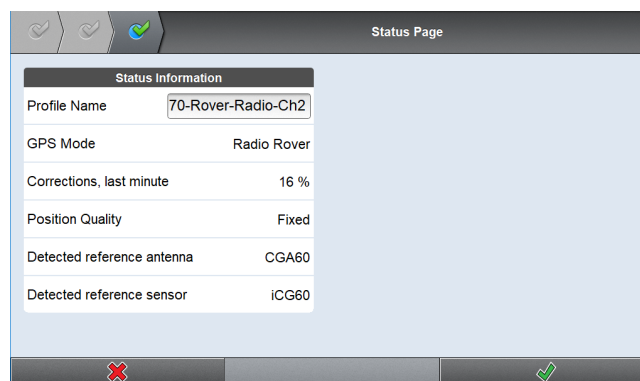 Status Page
Status Information
Profile Name 70-Rover-Radio-Ch2
GPS Mode Radio Rover
Corrections, last minute 16 %
Position Quality Fixed
Detected reference antenna CGA60
Detected reference sensor iCG60